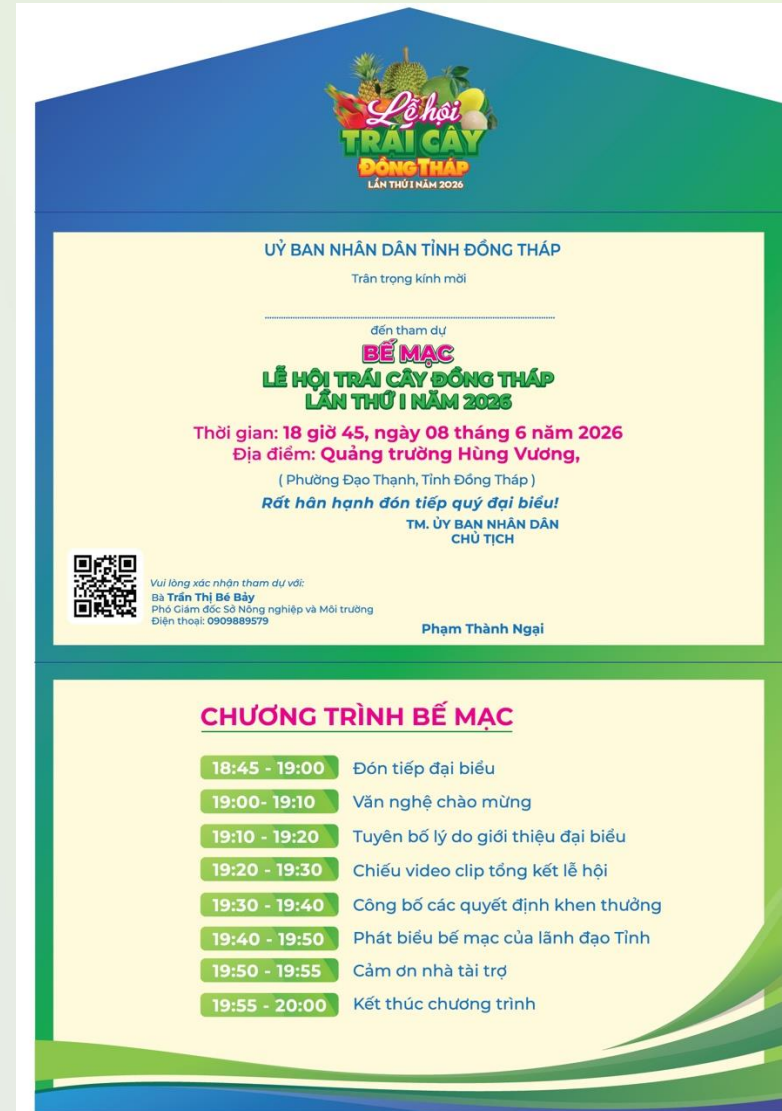 Lễ hội
TRÁI CÂY
ĐỒNG THÁP
LẦN THỨ I NĂM 2026
UỶ BAN NHÂN DÂN TỈNH ĐỒNG THÁP
Trân trọng kính mời
đến tham dự
BẾ MẠC
LỄ HỘI TRÁI CÂY ĐỒNG THÁP
LẦN THỨ I NĂM 2026
Thời gian: 18 giờ 45, ngày 08 tháng 6 năm 2026
Địa điểm: Quảng trường Hùng Vương,
( Phường Đạo Thạnh, Tỉnh Đồng Tháp )
Rất hân hạnh đón tiếp quý đại biểu!
TM. ỦY BAN NHÂN DÂN
CHỦ TỊCH
Vui lòng xác nhận tham dự với:
Bà Trần Thị Bé Bảy
Phó Giám đốc Sở Nông nghiệp và Môi trường
Điện thoại: 0909889579
Phạm Thành Ngại
CHƯƠNG TRÌNH BẾ MẠC
18:45 - 19:00 Đón tiếp đại biểu
19:00- 19:10 Văn nghệ chào mừng
19:10 - 19:20 Tuyên bố lý do giới thiệu đại biểu
19:20 - 19:30 Chiếu video clip tổng kết lễ hội
19:30 - 19:40 Công bố các quyết định khen thưởng
19:40 - 19:50 Phát biểu bế mạc của lãnh đạo Tỉnh
19:50 - 19:55 Cảm ơn nhà tài trợ
19:55 - 20:00 Kết thúc chương trình